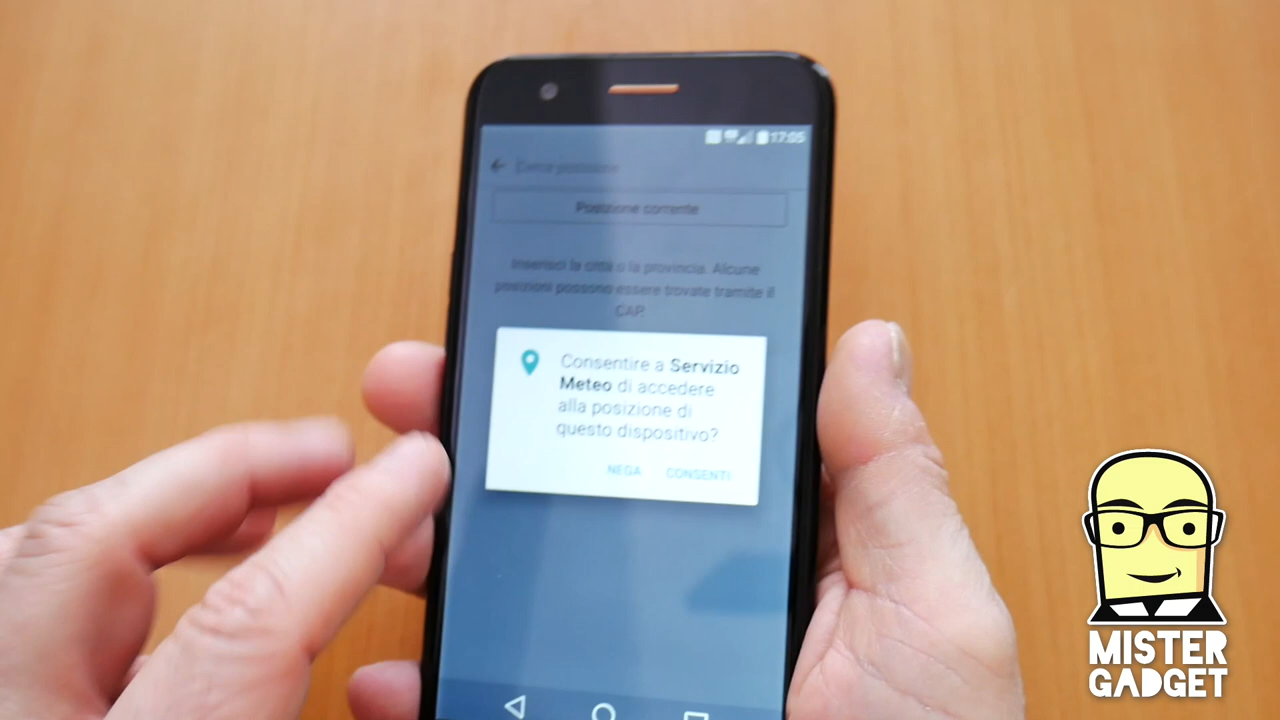 17:05
Cerca posizione
Posizione corrente
Inserisci la città o la provincia. Alcune
posizioni possono essere trovate tramite il
CAP.
Consentire a Servizio
Meteo di accedere
alla posizione di
questo dispositivo?
NEGA CONSENTI
MISTER
GADGET